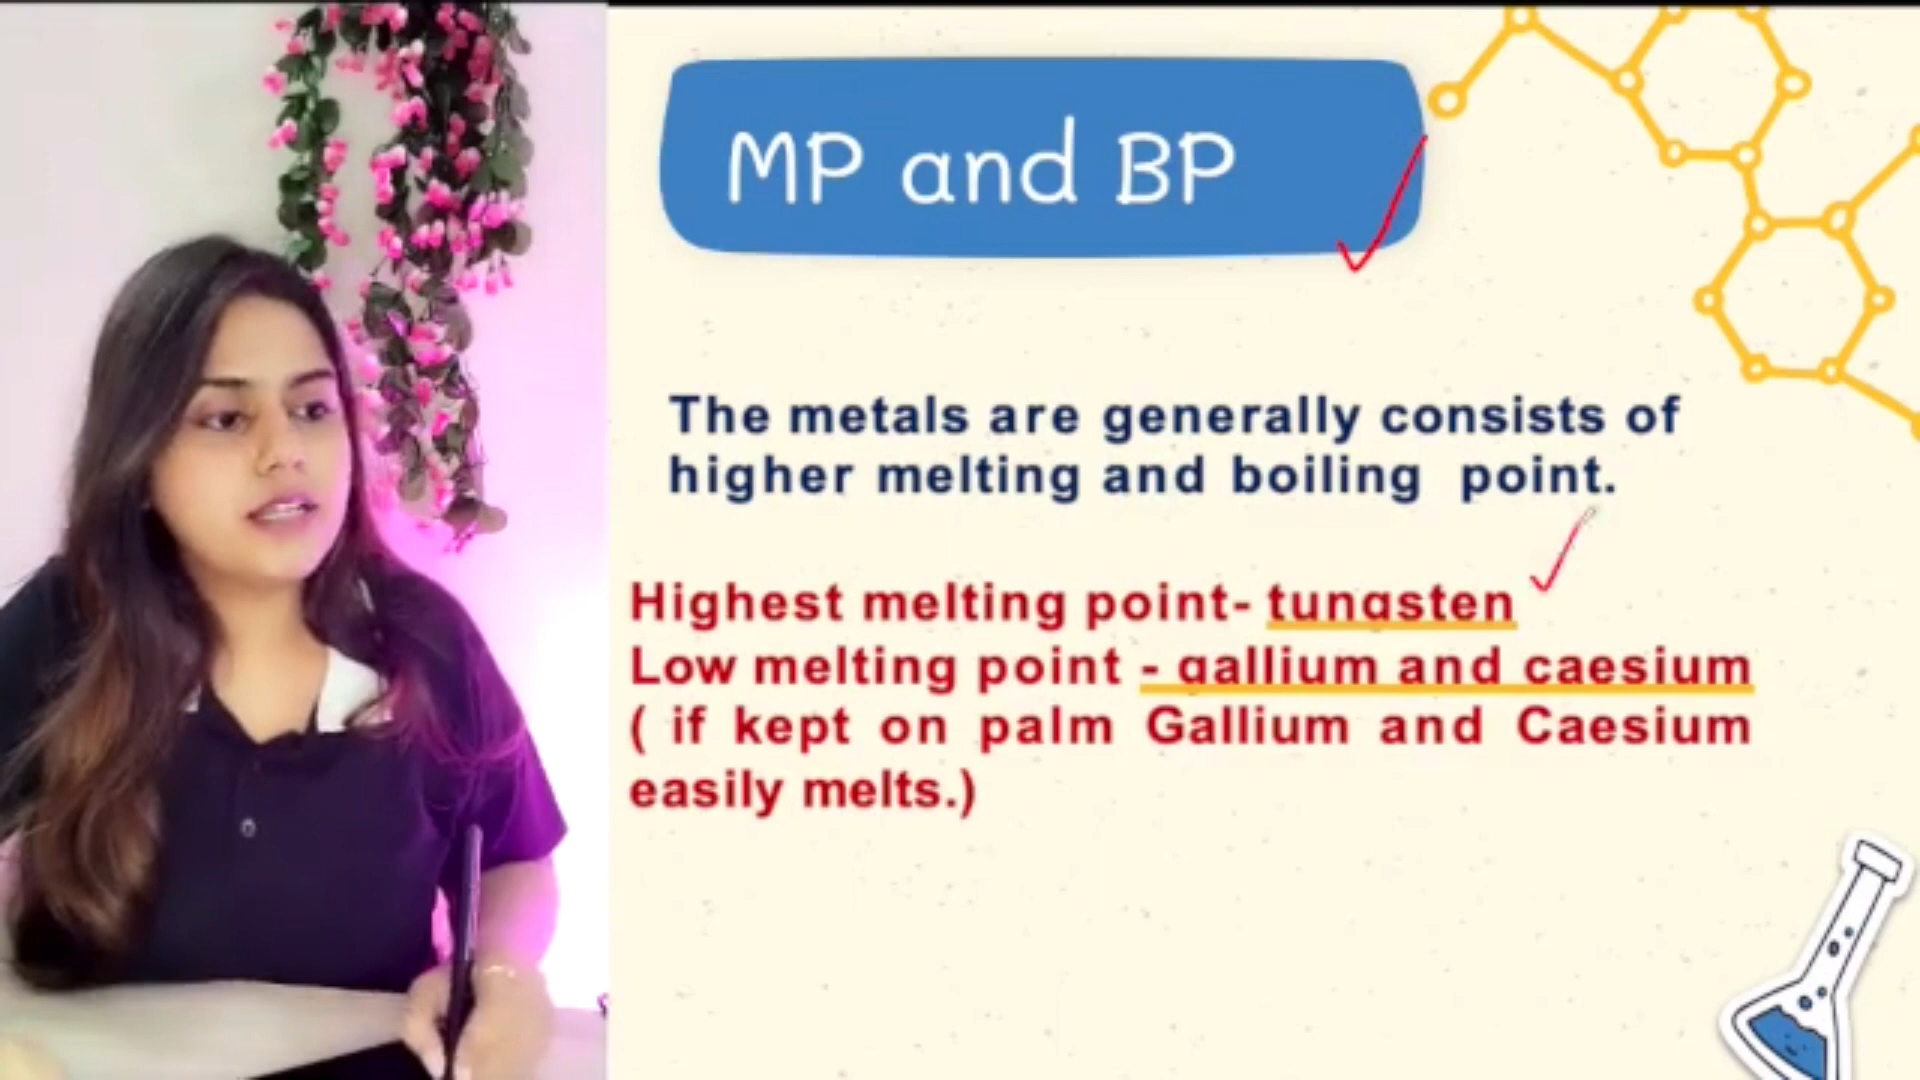 MP and BP
The metals are generally consists of
higher melting and boiling point.
Highest melting point- tungsten
Low melting point - gallium and caesium
( if kept on palm Gallium and Caesium
easily melts.)